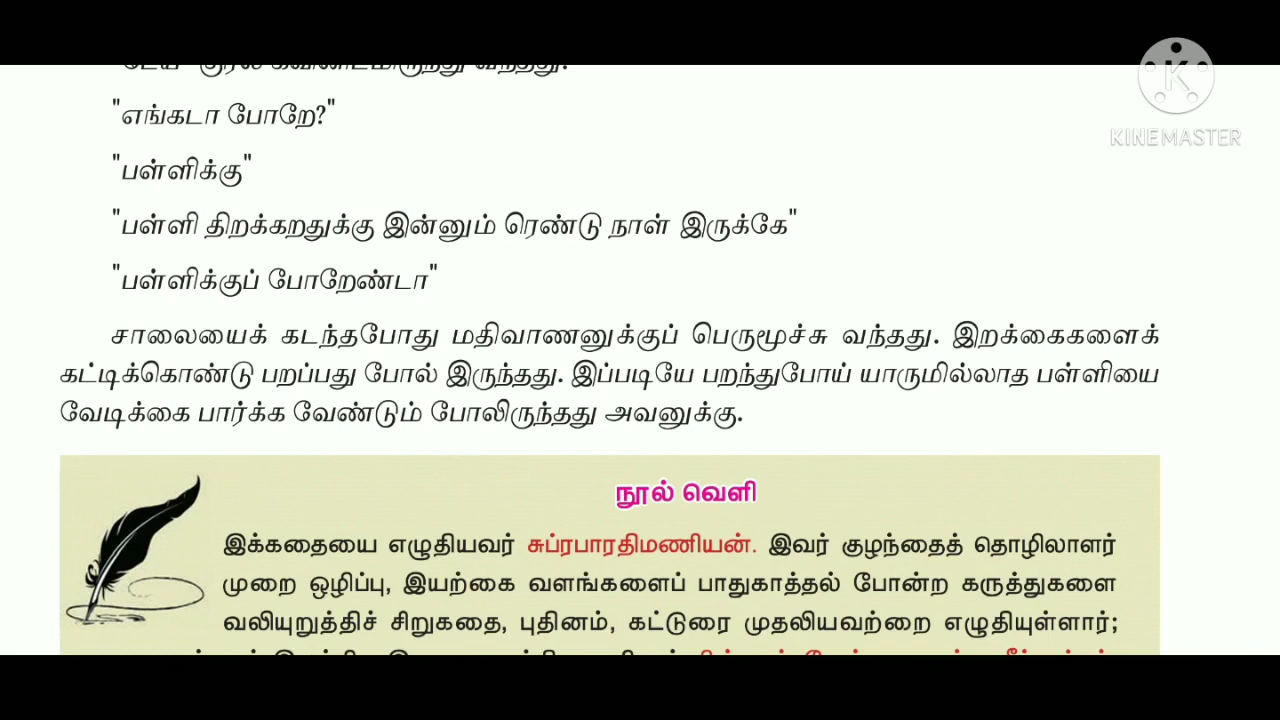 வந்தது.
"எங்கடா போறே?"
"பள்ளிக்கு"
"பள்ளி திறக்கறதுக்கு இன்னும் ரெண்டு நாள் இருக்கே"
"பள்ளிக்குப் போறேண்டா"
சாலையைக் கடந்தபோது மதிவாணனுக்குப் பெருமூச்சு வந்தது. இறக்கைகளைக்
கட்டிக்கொண்டு பறப்பது போல் இருந்தது. இப்படியே பறந்துபோய் யாருமில்லாத பள்ளியை
வேடிக்கை பார்க்க வேண்டும் போலிருந்தது அவனுக்கு.
நூல் வெளி
இக்கதையை எழுதியவர் சுப்ரபாரதிமணியன். இவர் குழந்தைத் தொழிலாளர்
முறை ஒழிப்பு, இயற்கை வளங்களைப் பாதுகாத்தல் போன்ற கருத்துகளை
வலியுறுத்திச் சிறுகதை, புதினம், கட்டுரை முதலியவற்றை எழுதியுள்ளார்;
KINEMASTER